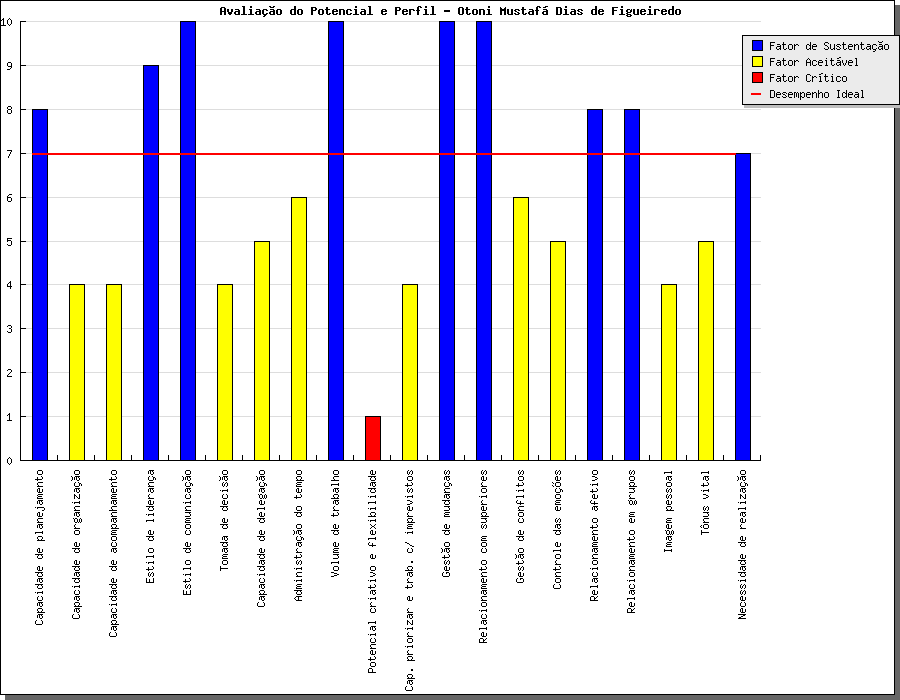 Avaliação do Potencial e Perfil - Otoni Mustafá Dias de Figueiredo
Fator de Sustentação
Fator Aceitável
Fator Crítico
Desempenho Ideal
10
9
8
7
6
5
4
3
2
1
0
Capacidade de planejamento
Capacidade de organização
Capacidade de acompanhamento
Estilo de liderança
Estilo de comunicação
Tomada de decisão
Capacidade de delegação
Administração do tempo
Volume de trabalho
Potencial criativo e flexibilidade
Cap. priorizar e trab. c/ imprevistos
Gestão de mudanças
Relacionamento com superiores
Gestão de conflitos
Controle das emoções
Relacionamento afetivo
Relacionamento em grupos
Imagem pessoal
Tônus vital
Necessidade de realização